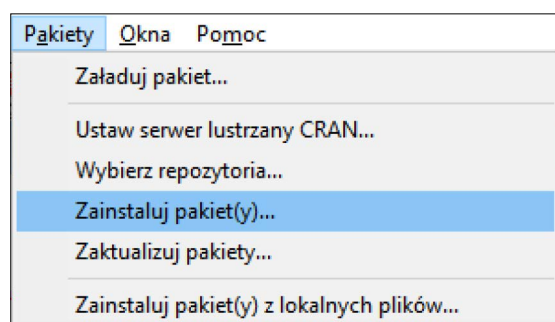 Pakiety Okna Pomoc
Załaduj pakiet...
Ustaw serwer lustrzany CRAN...
Wybierz repozytoria...
Zainstaluj pakiet(y)...
Zaktualizuj pakiety...
Zainstaluj pakiet(y) z lokalnych plików...